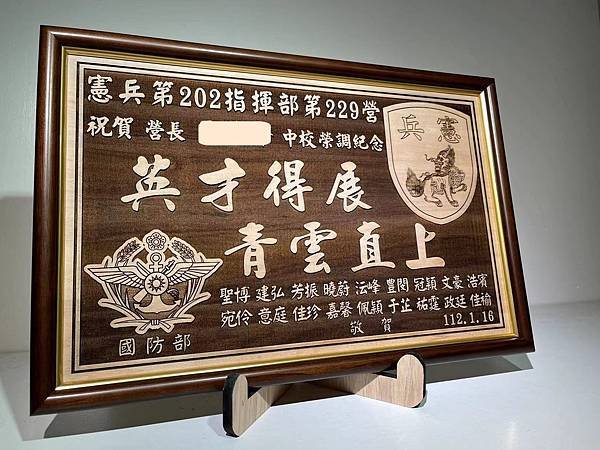 憲兵第202指揮部第229營
祝賀 營長 中校榮調紀念
兵 憲
英才得展
青雲直上
聖博 建弘 芳振 曉蔚 沄峰 豊閔 冠穎 文豪 浩賓
宛伶 意庭 佳珍 嘉馨 佩穎 于芷 祐霆 政廷 佳褕
敬賀
112.1.16
國防部